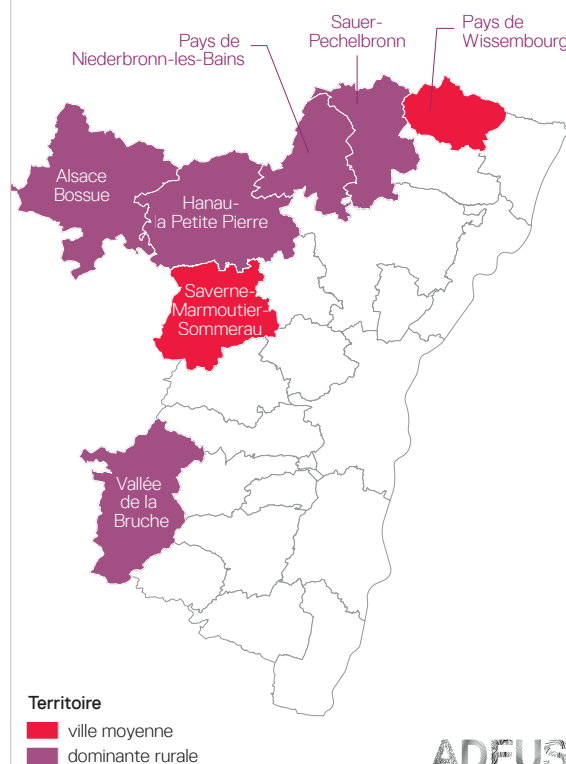 Sauer-
Pechelbronn
Pays de
Wissembourg
Pays de
Niederbronn-les-Bains
Alsace
Bossue
Hanau-
la Petite Pierre
Saverne-
Marmoutier-
Sommerau
Vallée
de la
Bruche
Territoire
ville moyenne
dominante rurale
ADEUS